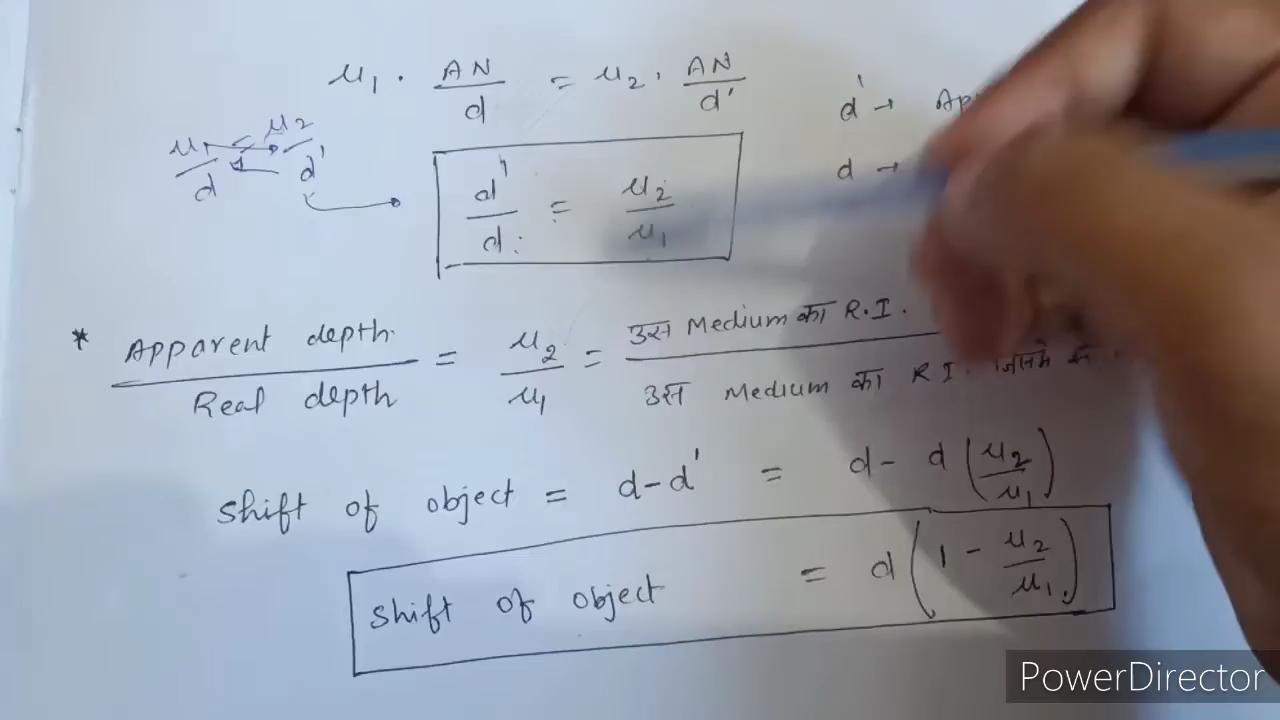 μ₁ · AN/d = μ₂ · AN/d'
μ₁/d = μ₂/d'
d' →
d →
d'/d = μ₂/μ₁
* Apparent depth / Real depth = μ₂/μ₁ = उस Medium का R.I. / उस Medium का R.I. जिसमे
Shift of object = d-d' = d - d (μ₂/μ₁)
Shift of object = d (1 - μ₂/μ₁)
PowerDirector